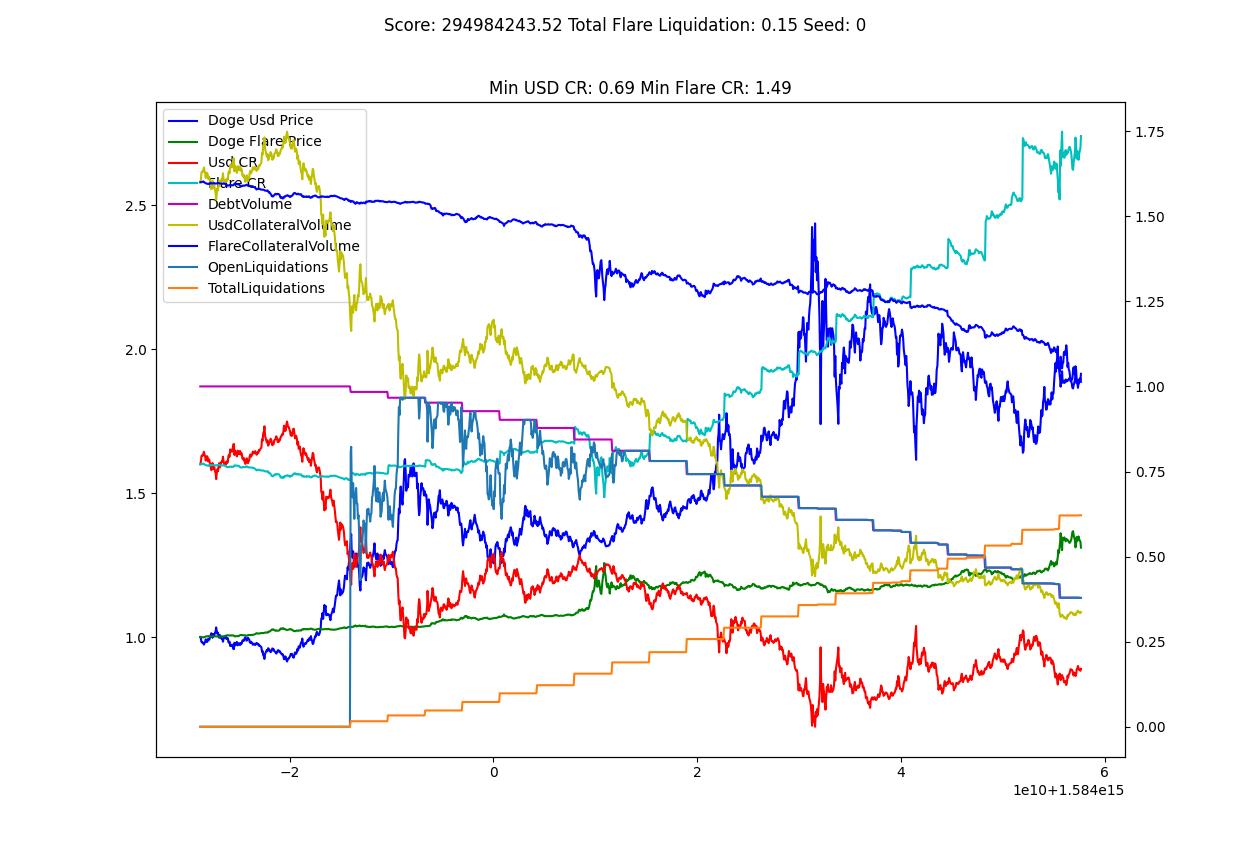 Score: 294984243.52 Total Flare Liquidation: 0.15 Seed: 0
Min USD CR: 0.69 Min Flare CR: 1.49
Doge Usd Price
Doge Flare Price
Usd CR
Flare CR
DebtVolume
UsdCollateralVolume
FlareCollateralVolume
OpenLiquidations
TotalLiquidations
2.5
2.0
1.5
1.0
1.75
1.50
1.25
1.00
0.75
0.50
0.25
0.00
−2
0
2
4
6
1e10+1.584e15